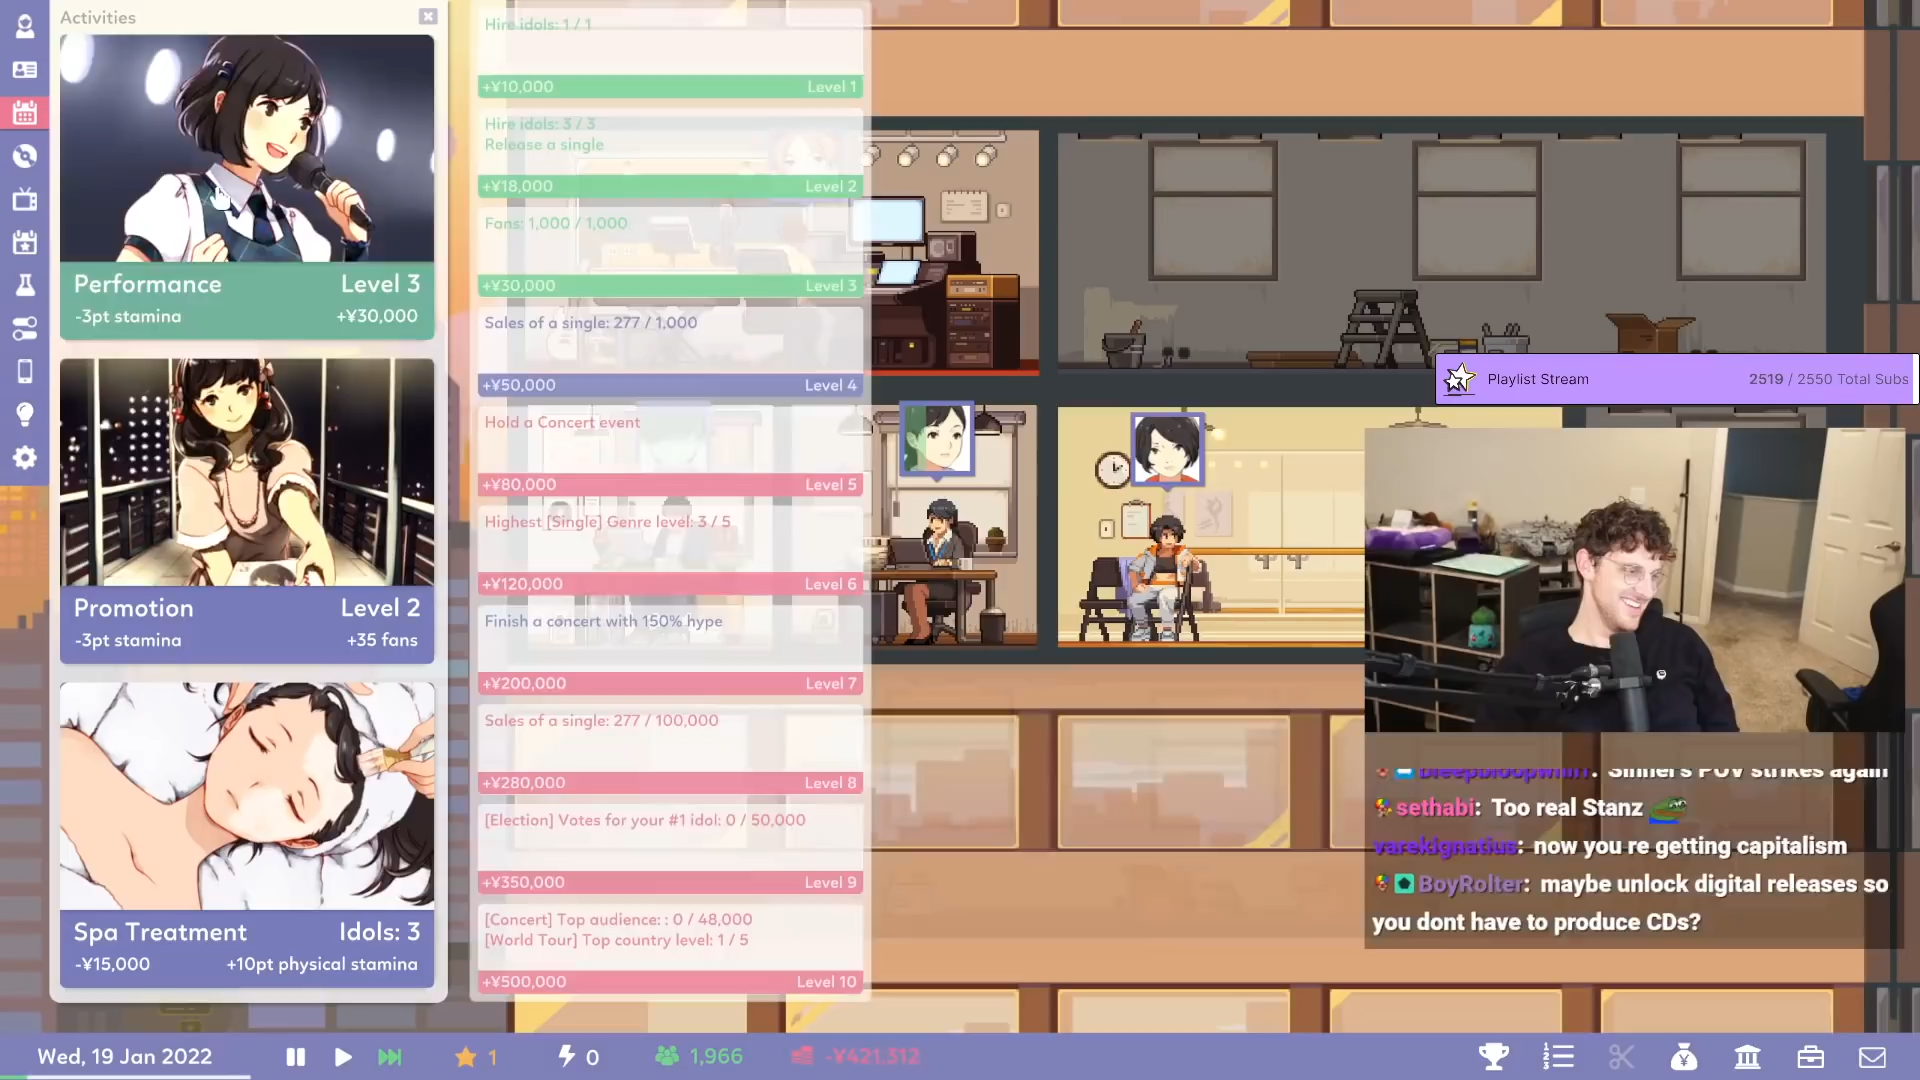 Activities
Performance Level 3
-3pt stamina +¥30,000
Promotion Level 2
-3pt stamina +35 fans
Spa Treatment Idols: 3
-¥15,000 +10pt physical stamina
Hire idols: 1 / 1
+¥10,000 Level 1
Hire idols: 3 / 3
Release a single
+¥18,000 Level 2
Fans: 1,000 / 1,000
+¥30,000 Level 3
Sales of a single: 277 / 1,000
+¥50,000 Level 4
Hold a Concert event
+¥80,000 Level 5
Highest [Single] Genre level: 3 / 5
+¥120,000 Level 6
Finish a concert with 150% hype
+¥200,000 Level 7
Sales of a single: 277 / 100,000
+¥280,000 Level 8
[Election] Votes for your #1 idol: 0 / 50,000
+¥350,000 Level 9
[Concert] Top audience: : 0 / 48,000
[World Tour] Top country level: 1 / 5
+¥500,000 Level 10
Playlist Stream 2519 / 2550 Total Subs
Sinner's POV strikes again
sethabi: Too real Stanz
varekignatius: now you re getting capitalism
BoyRolter: maybe unlock digital releases so
you dont have to produce CDs?
Wed, 19 Jan 2022 1 0 1,966 -¥421,312